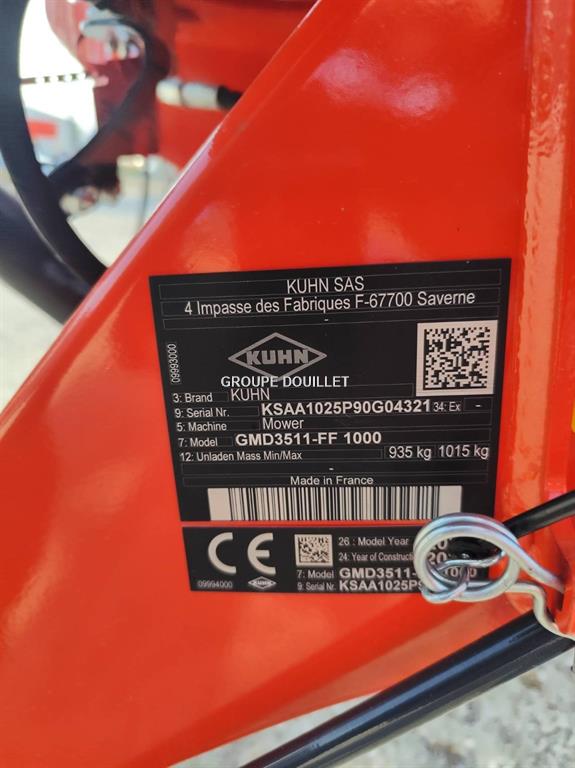 KUHN SAS
4 Impasse des Fabriques F-67700 Saverne
09993000
KUHN
GROUPE DOUILLET
3: Brand KUHN
9: Serial Nr. KSAA1025P90G04321 34: Ex -
5: Machine Mower
7: Model GMD3511-FF 1000
12: Unladen Mass Min/Max 935 kg 1015 kg
-
Made in France
CE
26 : Model Year
24: Year of Construction
7: Model GMD3511- 1000
09994000
KUHN
9: Serial Nr. KSAA1025P9